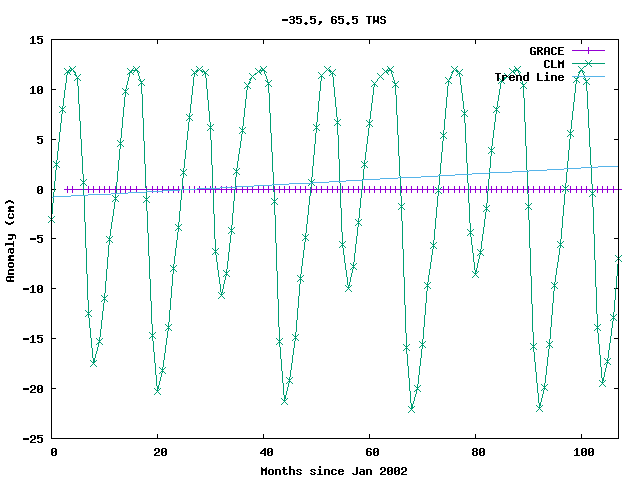 -35.5, 65.5 TWS
GRACE
CLM
Trend Line
15
10
5
0
-5
-10
-15
-20
-25
Anomaly (cm)
0 20 40 60 80 100
Months since Jan 2002